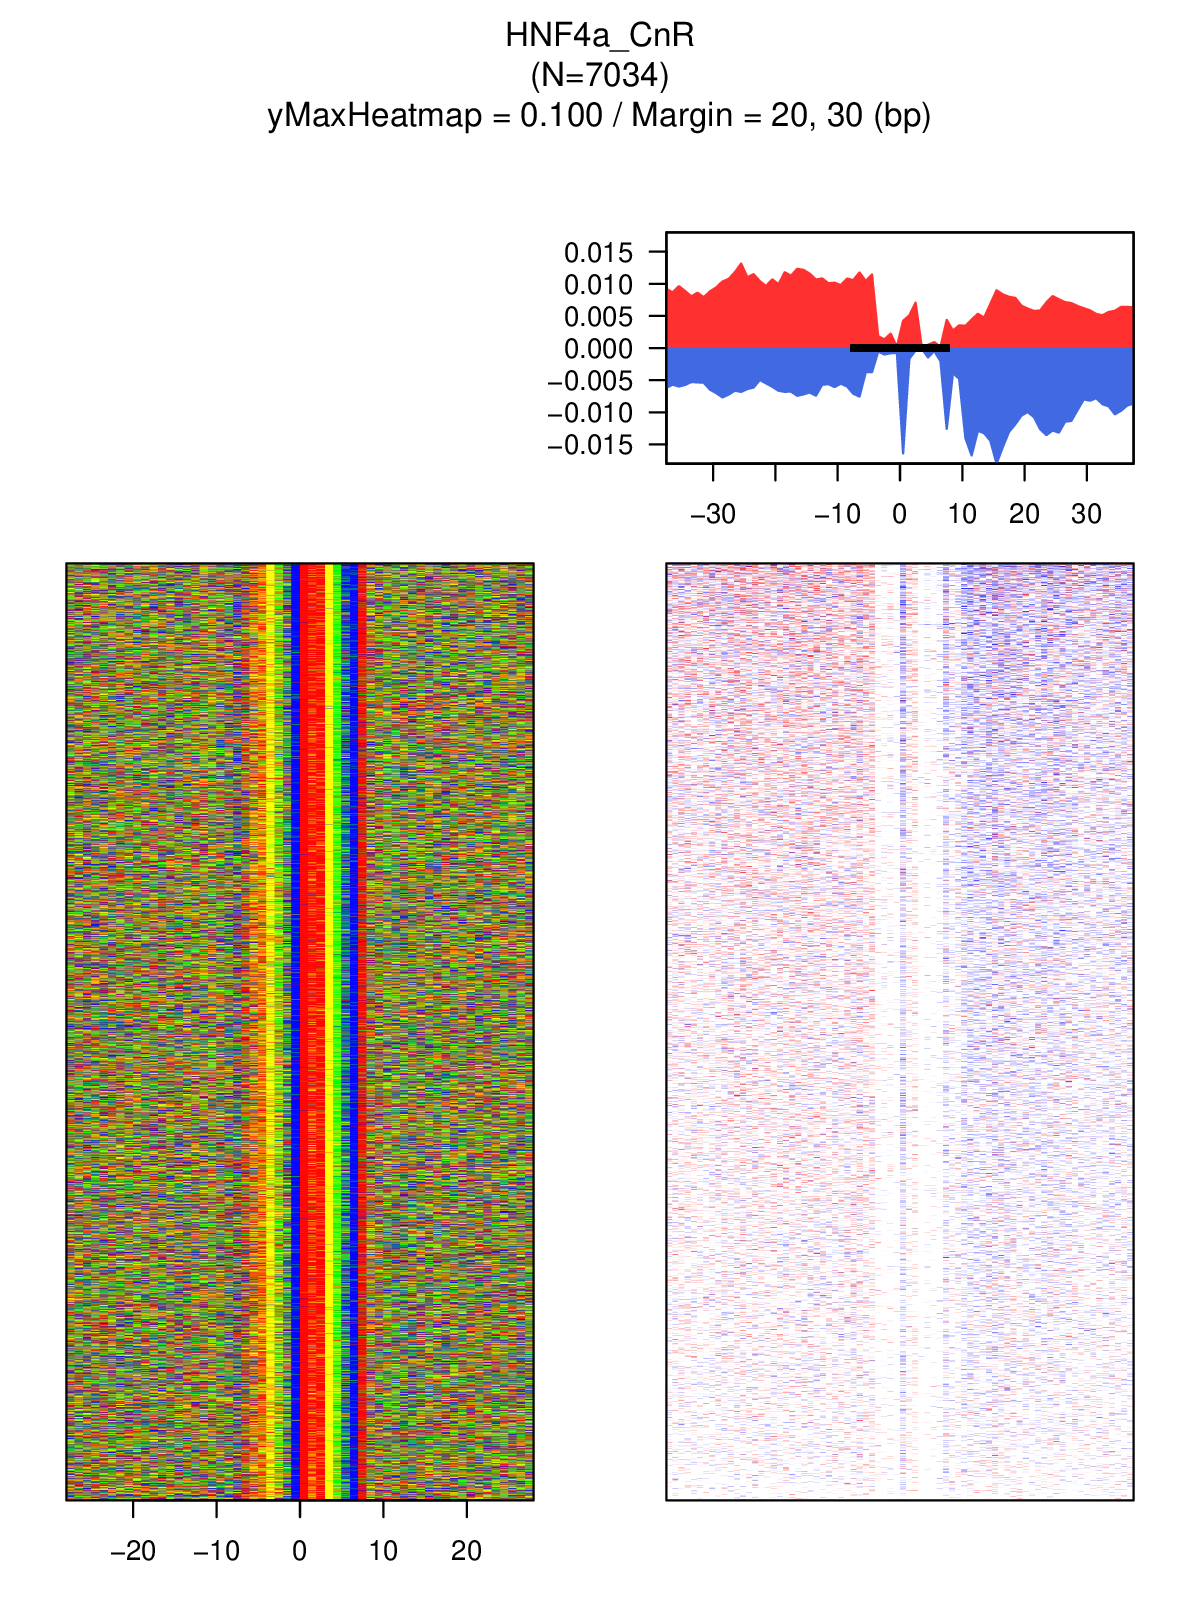 HNF4a_CnR
(N=7034)
yMaxHeatmap = 0.100 / Margin = 20, 30 (bp)
0.015
0.010
0.005
0.000
−0.005
−0.010
−0.015
−30 −10 0 10 20 30
−20 −10 0 10 20